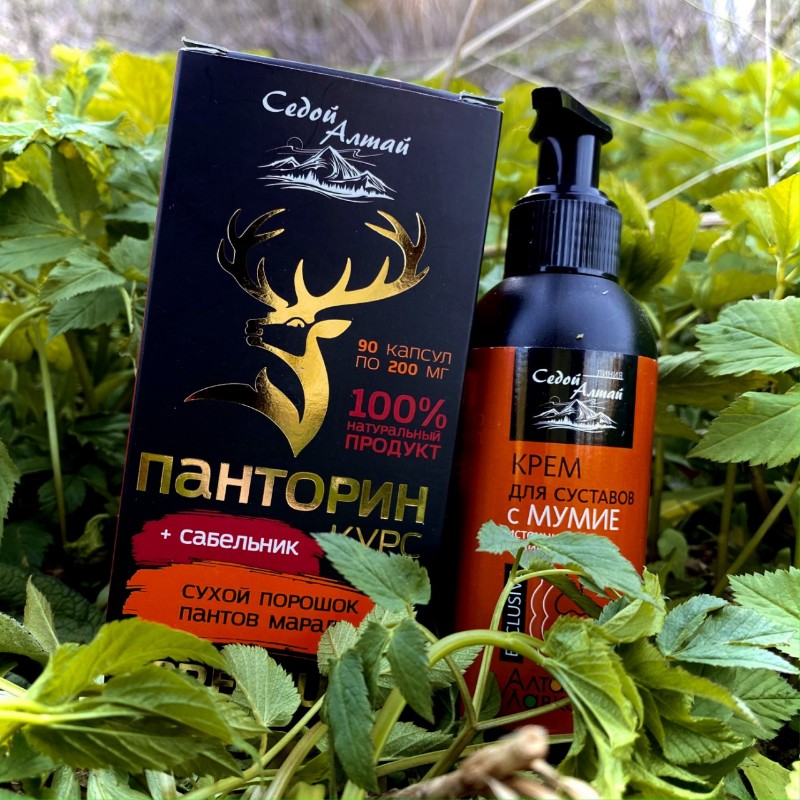 Седой
Алтай
90 капсул
по 200 мг
100%
натуральный
продукт
ПАНТОРИН
КУРС
+ сабельник
СУХОЙ ПОРОШОК
ПАНТОВ
ЛИНИЯ
Седой
Алтай
КРЕМ
ДЛЯ СУСТАВОВ
с МУМИЕ